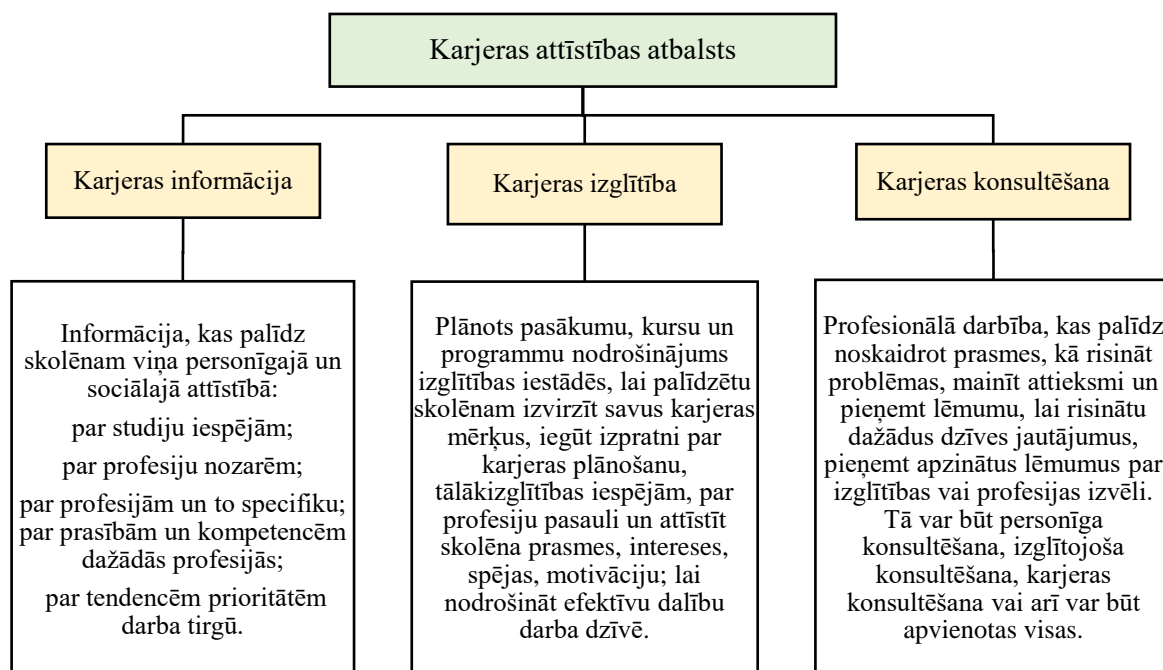 Karjeras attīstības atbalsts
Karjeras informācija
Karjeras izglītība
Karjeras konsultēšana
Informācija, kas palīdz
skolēnam viņa personīgajā un
sociālajā attīstībā:
par studiju iespējām;
par profesiju nozarēm;
par profesijām un to specifiku;
par prasībām un kompetencēm
dažādās profesijās;
par tendencēm prioritātēm
darba tirgū.
Plānots pasākumu, kursu un
programmu nodrošinājums
izglītības iestādēs, lai palīdzētu
skolēnam izvirzīt savus karjeras
mērķus, iegūt izpratni par
karjeras plānošanu,
tālākizglītības iespējām, par
profesiju pasauli un attīstīt
skolēna prasmes, intereses,
spējas, motivāciju; lai
nodrošināt efektīvu dalību
darba dzīvē.
Profesionālā darbība, kas palīdz
noskaidrot prasmes, kā risināt
problēmas, mainīt attieksmi un
pieņemt lēmumu, lai risinātu
dažādus dzīves jautājumus,
pieņemt apzinātus lēmumus par
izglītības vai profesijas izvēli.
Tā var būt personīga
konsultēšana, izglītojoša
konsultēšana, karjeras
konsultēšana vai arī var būt
apvienotas visas.